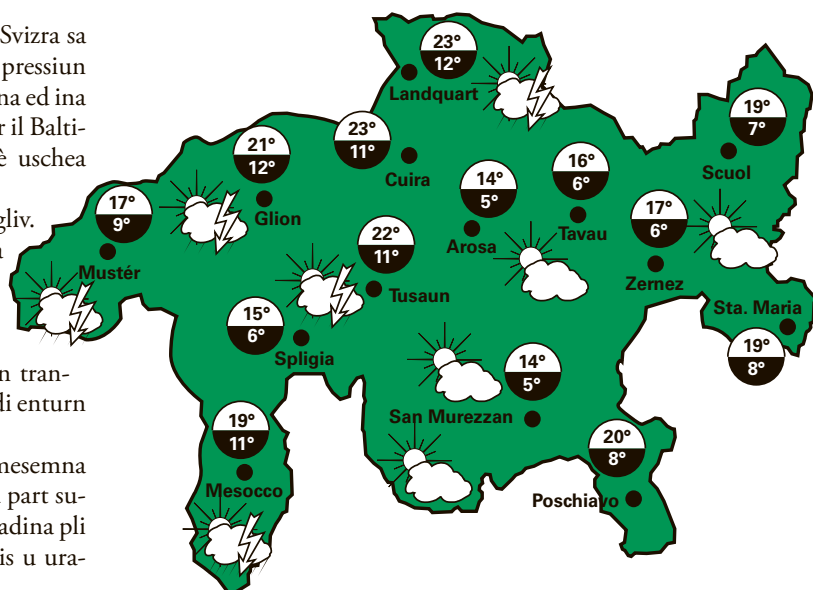 Svizra sa
pressiun
na ed ina
r il Balti-
è uschea
gliv.
n tran-
di enturn
nesemna
part su-
adina pli
is u ura-
23°
12°
Landquart
23°
11°
Cuira
21°
12°
Glion
17°
9°
Mustér
19°
7°
Scuol
16°
6°
Tavau
14°
5°
Arosa
17°
6°
Zernez
22°
11°
Tusaun
15°
6°
Spligia
Sta. Maria
19°
8°
14°
5°
San Murezzan
19°
11°
Mesocco
20°
8°
Poschiavo